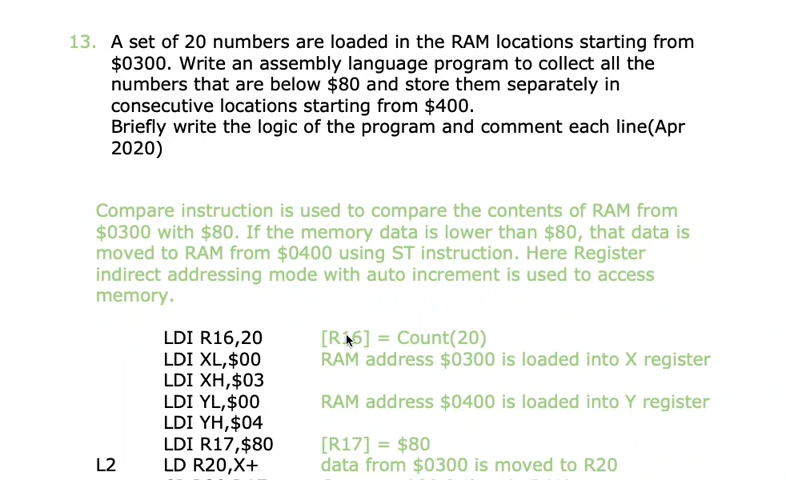 13. A set of 20 numbers are loaded in the RAM locations starting from
$0300. Write an assembly language program to collect all the
numbers that are below $80 and store them separately in
consecutive locations starting from $400.
Briefly write the logic of the program and comment each line(Apr
2020)
Compare instruction is used to compare the contents of RAM from
$0300 with $80. If the memory data is lower than $80, that data is
moved to RAM from $0400 using ST instruction. Here Register
indirect addressing mode with auto increment is used to access
memory.
LDI R16,20 [R16] = Count(20)
LDI XL,$00 RAM address $0300 is loaded into X register
LDI XH,$03
LDI YL,$00 RAM address $0400 is loaded into Y register
LDI YH,$04
LDI R17,$80 [R17] = $80
L2 LD R20,X+ data from $0300 is moved to R20